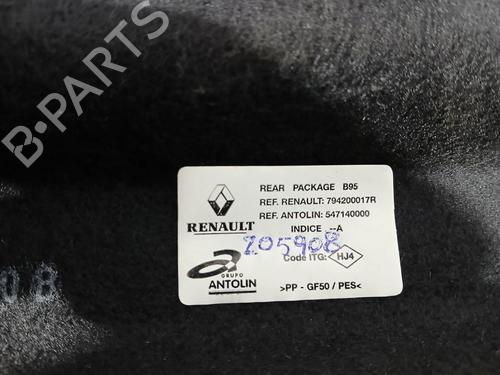 B-PARTS
REAR PACKAGE B95
REF. RENAULT: 794200017R
REF. ANTOLIN: 547140000
INDICE --A
RENAULT
205908
Code ITG: HJ4
GRUPO
ANTOLIN
>PP - GF50 / PES<
08